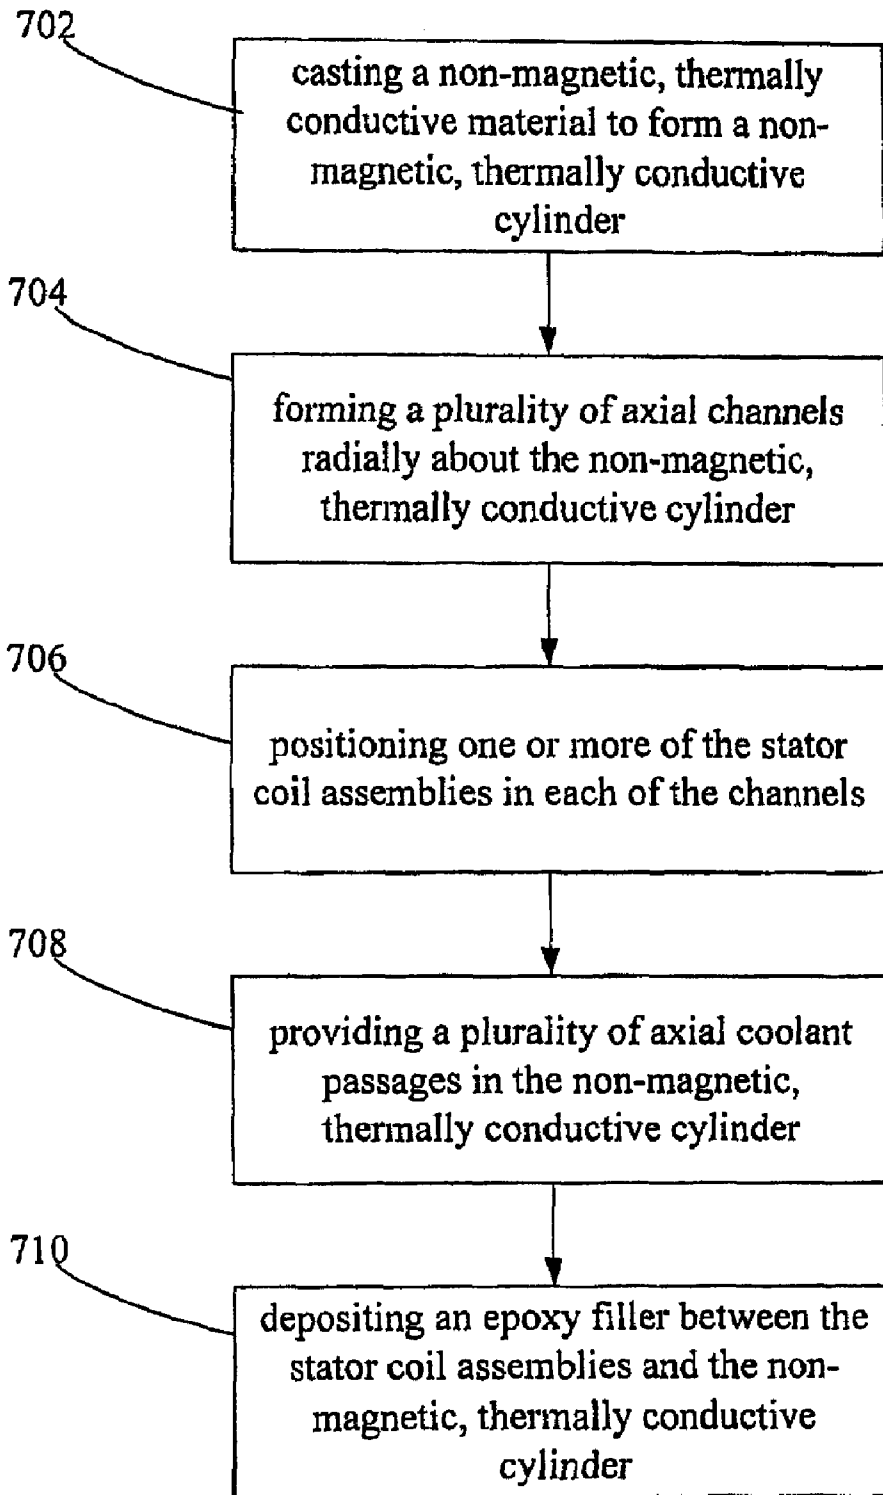 702
casting a non-magnetic, thermally
conductive material to form a non-
magnetic, thermally conductive
cylinder
704
forming a plurality of axial channels
radially about the non-magnetic,
thermally conductive cylinder
706
positioning one or more of the stator
coil assemblies in each of the channels
708
providing a plurality of axial coolant
passages in the non-magnetic,
thermally conductive cylinder
710
depositing an epoxy filler between the
stator coil assemblies and the non-
magnetic, thermally conductive
cylinder